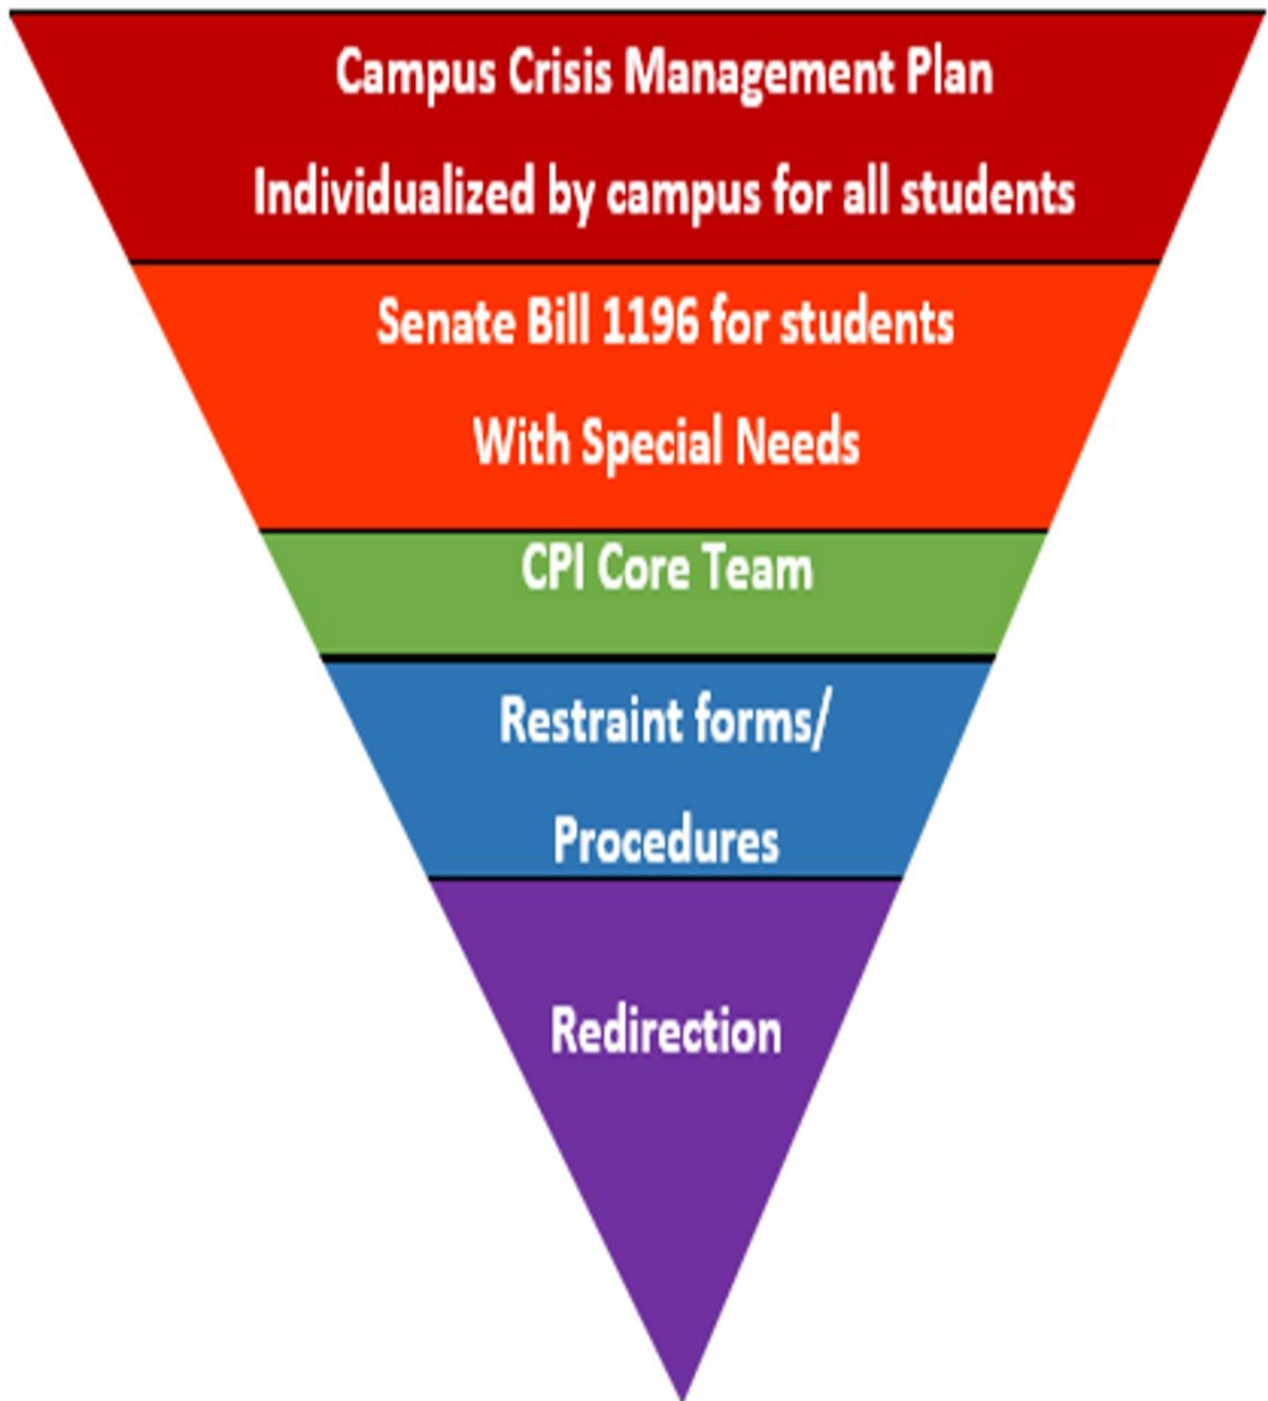 Campus Crisis Management Plan
Individualized by campus for all students
Senate Bill 1196 for students
With Special Needs
CPI Core Team
Restraint forms/
Procedures
Redirection